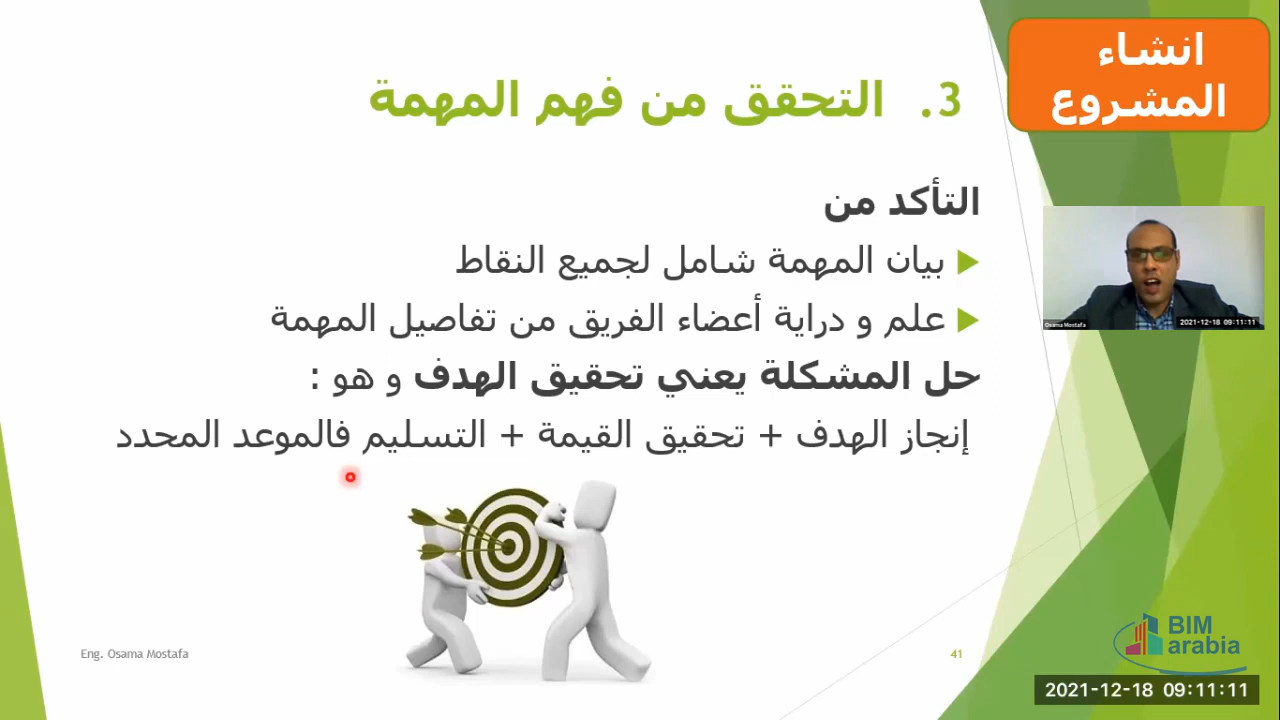 انشاء
المشروع
3. التحقق من فهم المهمة
التأكد من
بيان المهمة شامل لجميع النقاط
علم و دراية أعضاء الفريق من تفاصيل المهمة
حل المشكلة يعني تحقيق الهدف و هو :
إنجاز الهدف + تحقيق القيمة + التسليم فالموعد المحدد
Osama Mostafa
2021-12-18 09:11:11
Eng. Osama Mostafa
41
BIM
arabia
2021-12-18 09:11:11